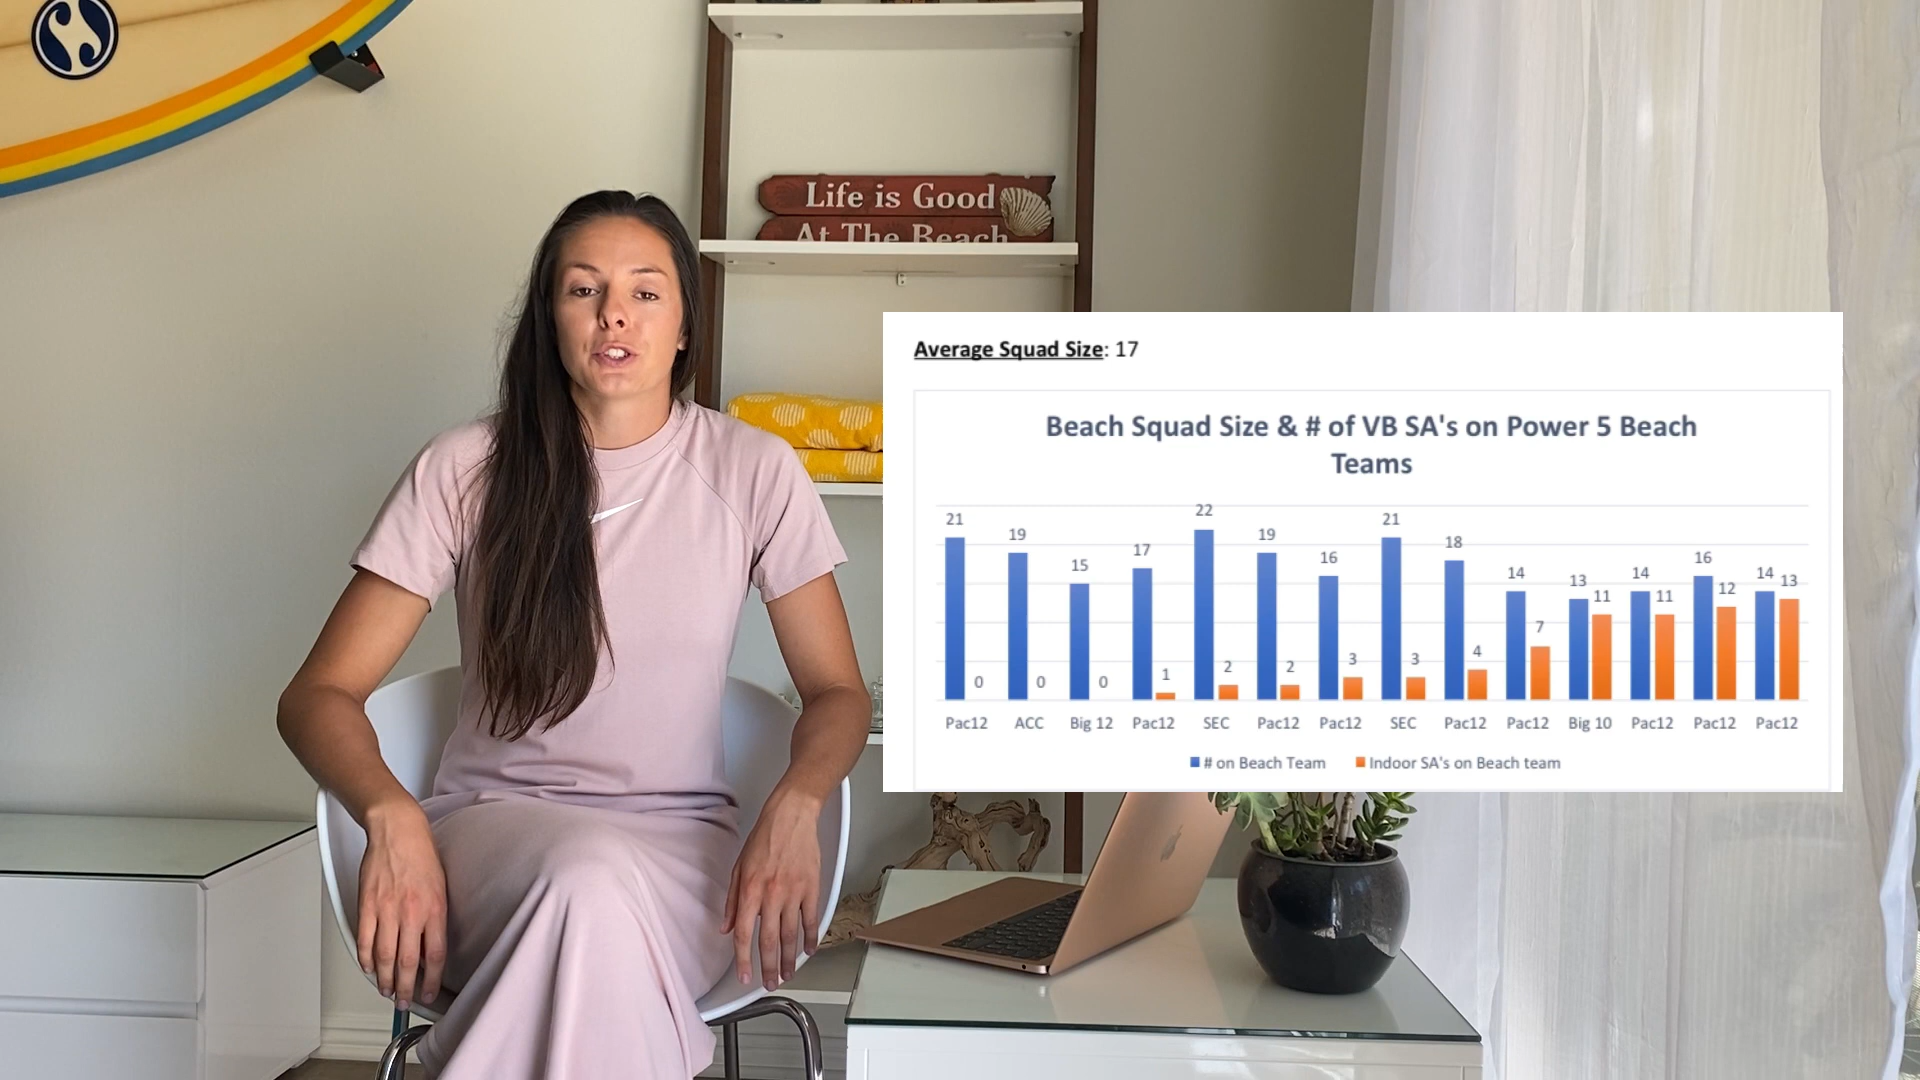 Life is Good
At The Beach
Average Squad Size: 17
Beach Squad Size & # of VB SA's on Power 5 Beach
Teams
21 0 19 0 15 0 17 1 22 2 19 2 16 3 21 3 18 4 14 7 13 11 14 11 16 12 14 13
Pac12 ACC Big 12 Pac12 SEC Pac12 Pac12 SEC Pac12 Pac12 Big 10 Pac12 Pac12 Pac12
# on Beach Team Indoor SA's on Beach team